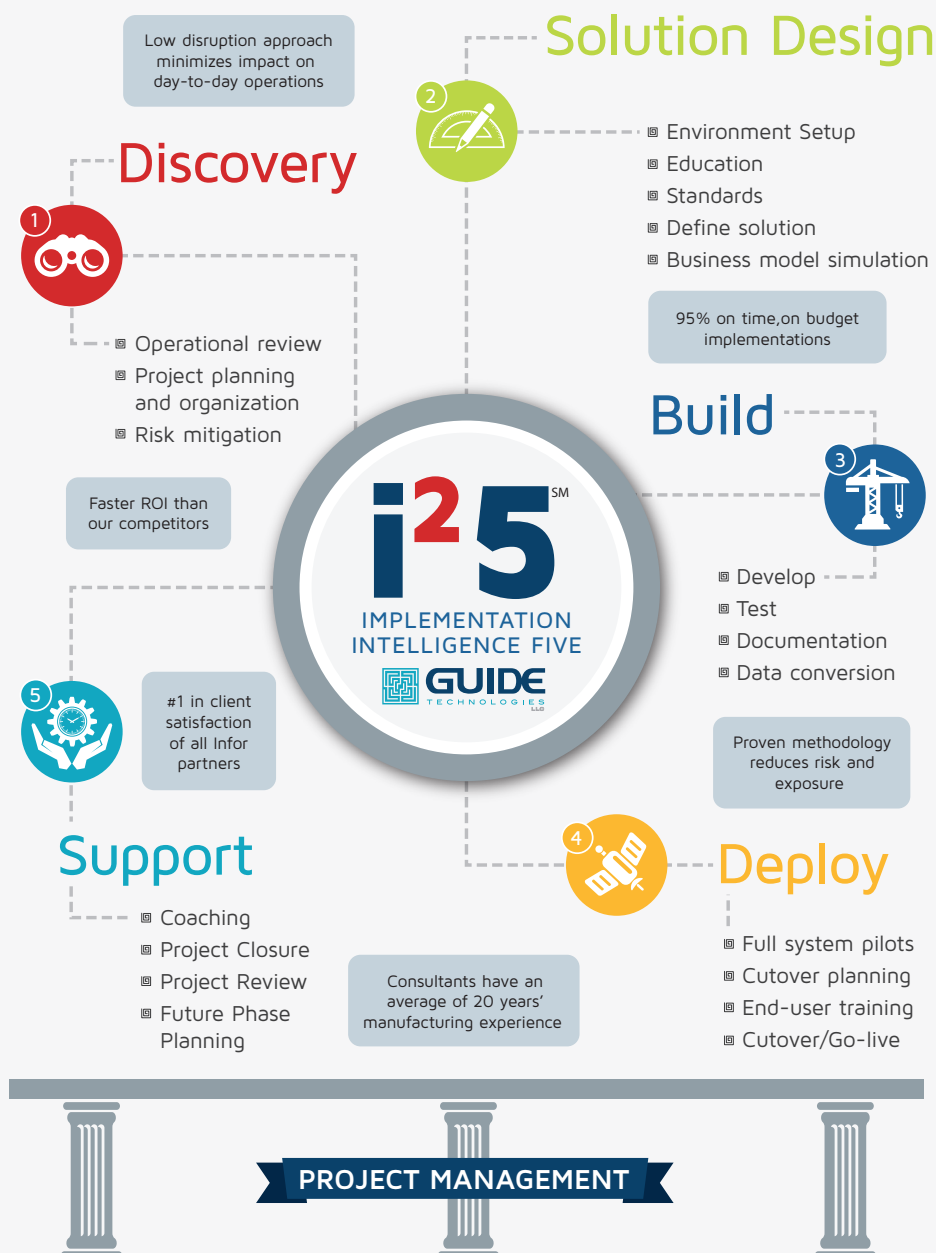 Low disruption approach
minimizes impact on
day-to-day operations
Discovery
1
Operational review
Project planning
and organization
Risk mitigation
Faster ROI than
our competitors
Solution Design
2
Environment Setup
Education
Standards
Define solution
Business model simulation
95% on time,on budget
implementations
Build
3
Develop
Test
Documentation
Data conversion
Proven methodology
reduces risk and
exposure
i²5 SM
IMPLEMENTATION
INTELLIGENCE FIVE
GUIDE
TECHNOLOGIES
LLC
4
Deploy
Full system pilots
Cutover planning
End-user training
Cutover/Go-live
5
#1 in client
satisfaction
of all Infor
partners
Support
Coaching
Project Closure
Project Review
Future Phase
Planning
Consultants have an
average of 20 years’
manufacturing experience
PROJECT MANAGEMENT